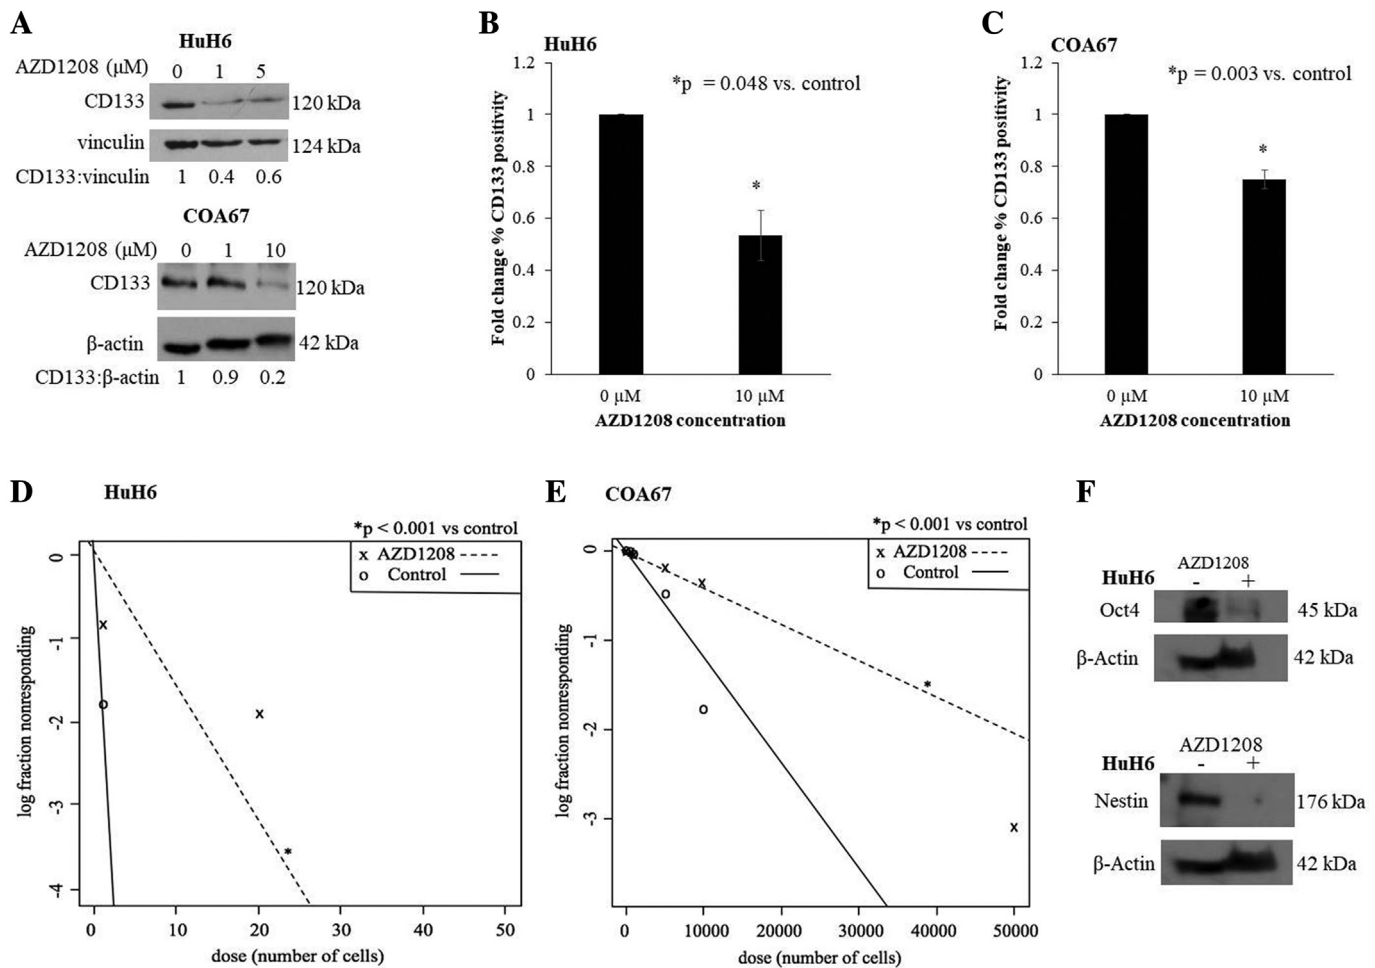 A
HuH6
AZD1208 (μM) 0 1 5
CD133 120 kDa
vinculin 124 kDa
CD133:vinculin 1 0.4 0.6
COA67
AZD1208 (μM) 0 1 10
CD133 120 kDa
β-actin 42 kDa
CD133:β-actin 1 0.9 0.2
B
HuH6
*p = 0.048 vs. control
Fold change % CD133 positivity
1.2
1
0.8
0.6
0.4
0.2
0
*
0 μM 10 μM
AZD1208 concentration
C
COA67
*p = 0.003 vs. control
Fold change % CD133 positivity
1.2
1
0.8
0.6
0.4
0.2
0
*
0 μM 10 μM
AZD1208 concentration
D
HuH6
*p < 0.001 vs control
x AZD1208
o Control
log fraction nonresponding
0
-1
-2
-3
-4
*
0 10 20 30 40 50
dose (number of cells)
E
COA67
*p < 0.001 vs control
x AZD1208
o Control
log fraction nonresponding
0
-1
-2
-3
*
0 10000 20000 30000 40000 50000
dose (number of cells)
F
AZD1208
HuH6 - +
Oct4 45 kDa
β-Actin 42 kDa
AZD1208
HuH6 - +
Nestin 176 kDa
β-Actin 42 kDa